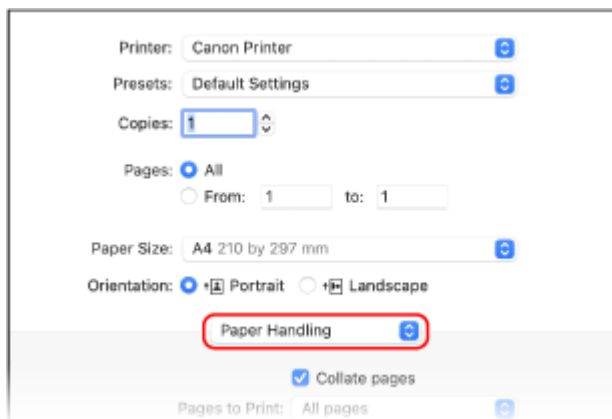 Printer: Canon Printer
Presets: Default Settings
Copies: 1
Pages: All
From: 1 to: 1
Paper Size: A4 210 by 297 mm
Orientation: Portrait Landscape
Paper Handling
Collate pages
Pages to Print: All pages